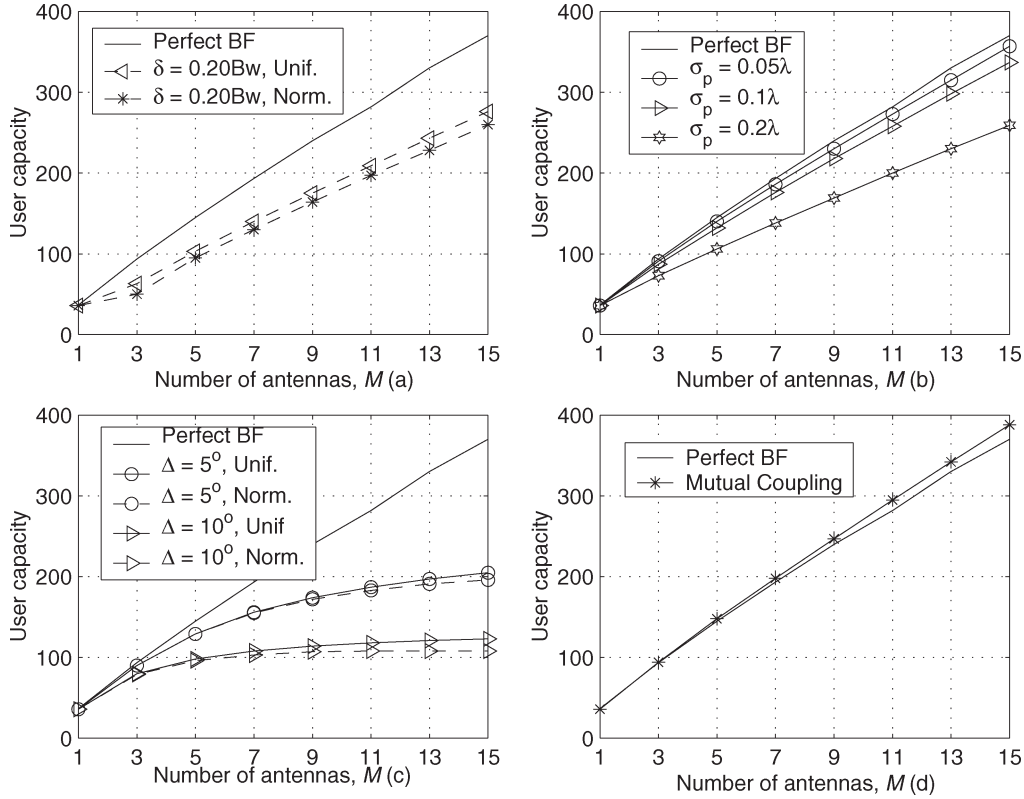 400
300
200
100
0
User capacity
Perfect BF
δ = 0.20Bw, Unif.
δ = 0.20Bw, Norm.
1 3 5 7 9 11 13 15
Number of antennas, M (a)
400
300
200
100
0
User capacity
Perfect BF
σp = 0.05λ
σp = 0.1λ
σp = 0.2λ
1 3 5 7 9 11 13 15
Number of antennas, M (b)
400
300
200
100
0
User capacity
Perfect BF
Δ = 5o, Unif.
Δ = 5o, Norm.
Δ = 10o, Unif
Δ = 10o, Norm.
1 3 5 7 9 11 13 15
Number of antennas, M (c)
400
300
200
100
0
User capacity
Perfect BF
Mutual Coupling
1 3 5 7 9 11 13 15
Number of antennas, M (d)